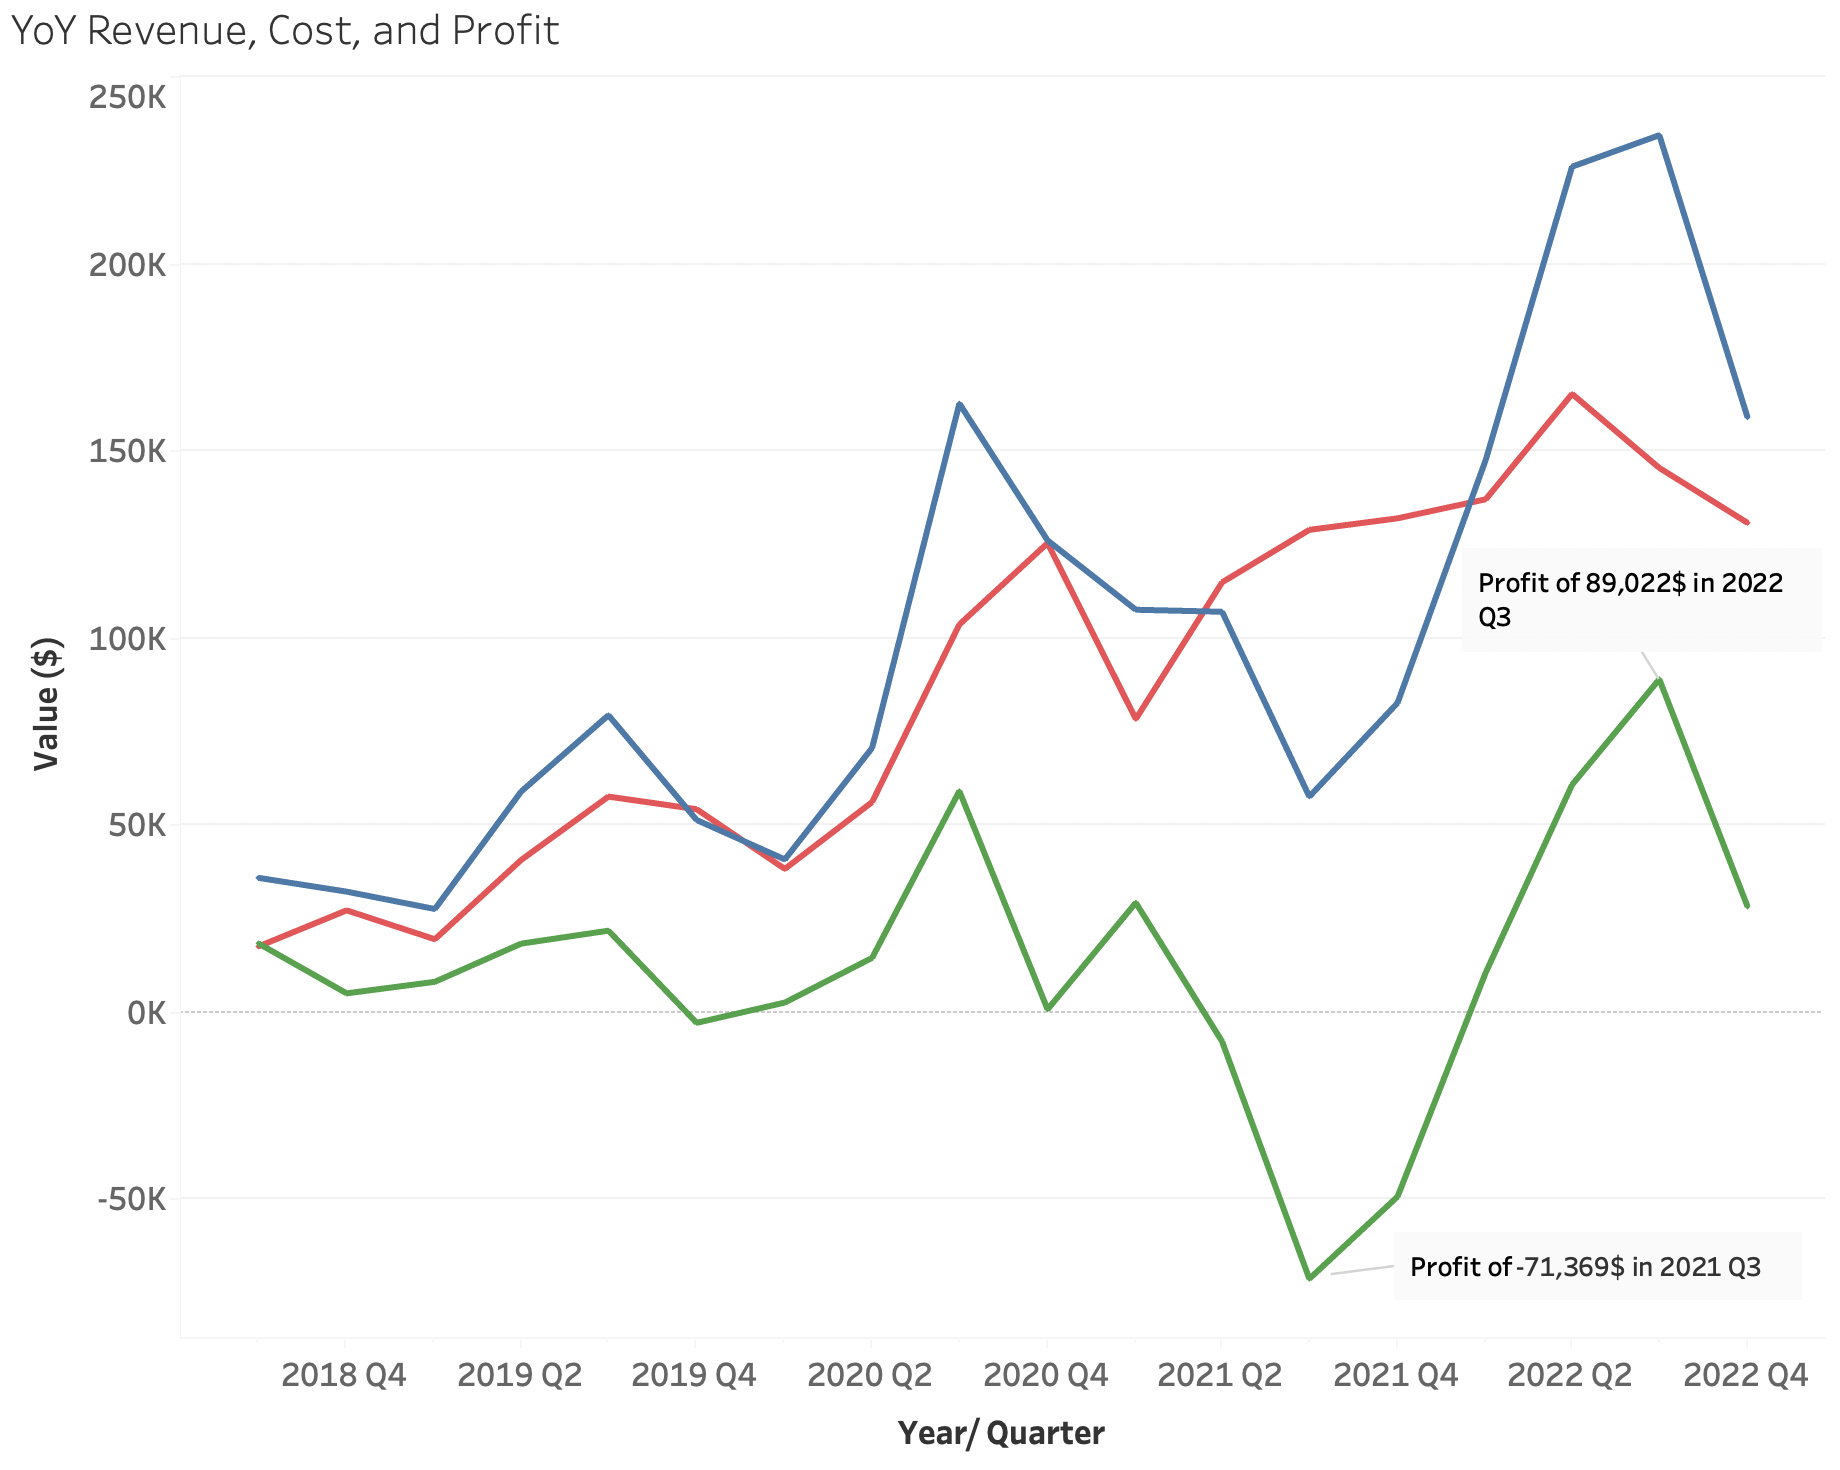 YoY Revenue, Cost, and Profit
250K
200K
150K
100K
50K
0K
-50K
Value ($)
Profit of 89,022$ in 2022
Q3
Profit of -71,369$ in 2021 Q3
2018 Q4
2019 Q2
2019 Q4
2020 Q2
2020 Q4
2021 Q2
2021 Q4
2022 Q2
2022 Q4
Year/ Quarter